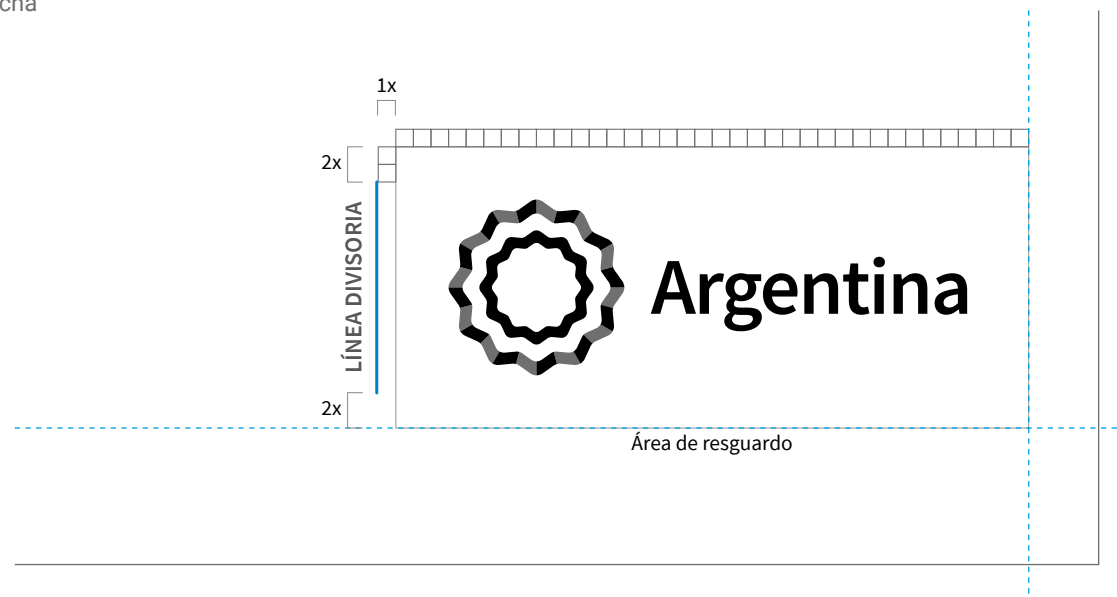 cha
1x
2x
LÍNEA DIVISORIA
Argentina
2x
Área de resguardo